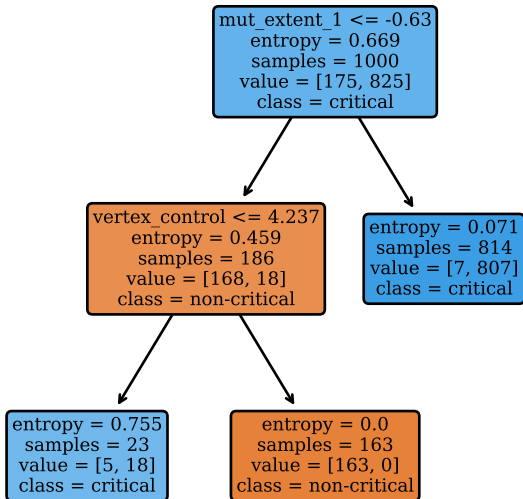 mut_extent_1 <= -0.63
entropy = 0.669
samples = 1000
value = [175, 825]
class = critical
vertex_control <= 4.237
entropy = 0.459
samples = 186
value = [168, 18]
class = non-critical
entropy = 0.071
samples = 814
value = [7, 807]
class = critical
entropy = 0.755
samples = 23
value = [5, 18]
class = critical
entropy = 0.0
samples = 163
value = [163, 0]
class = non-critical